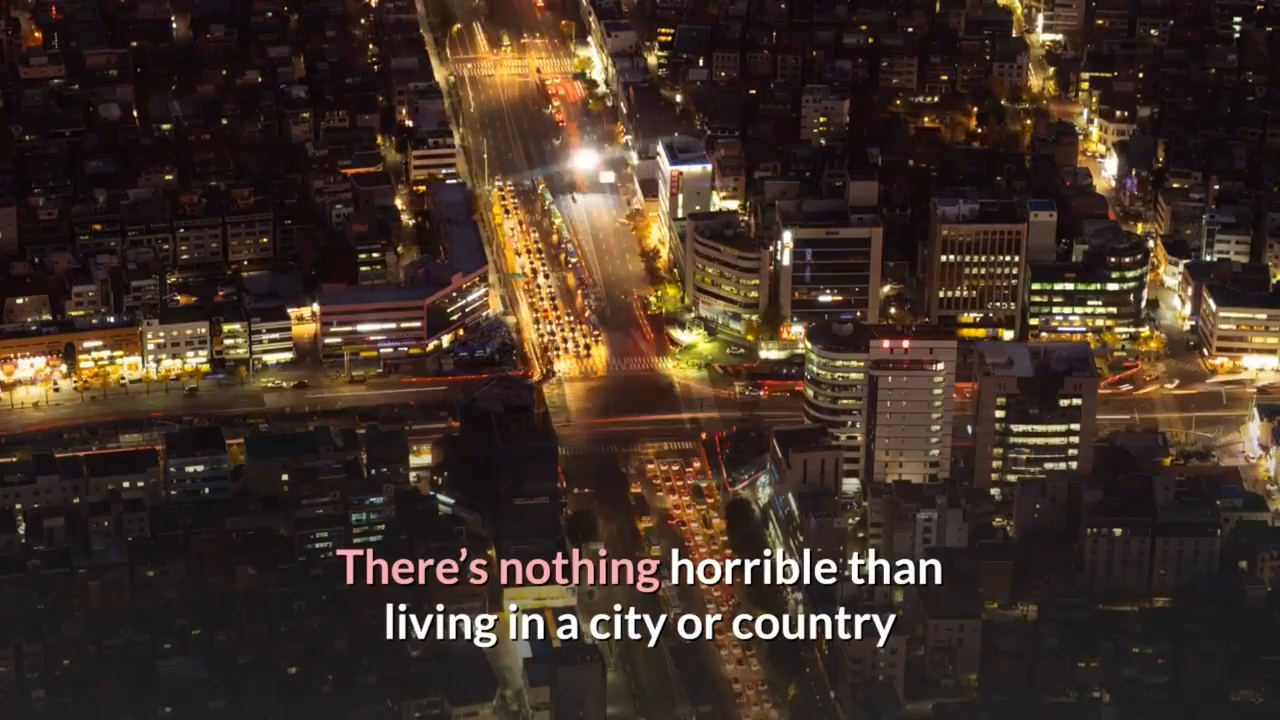 There’s nothing horrible than
living in a city or country